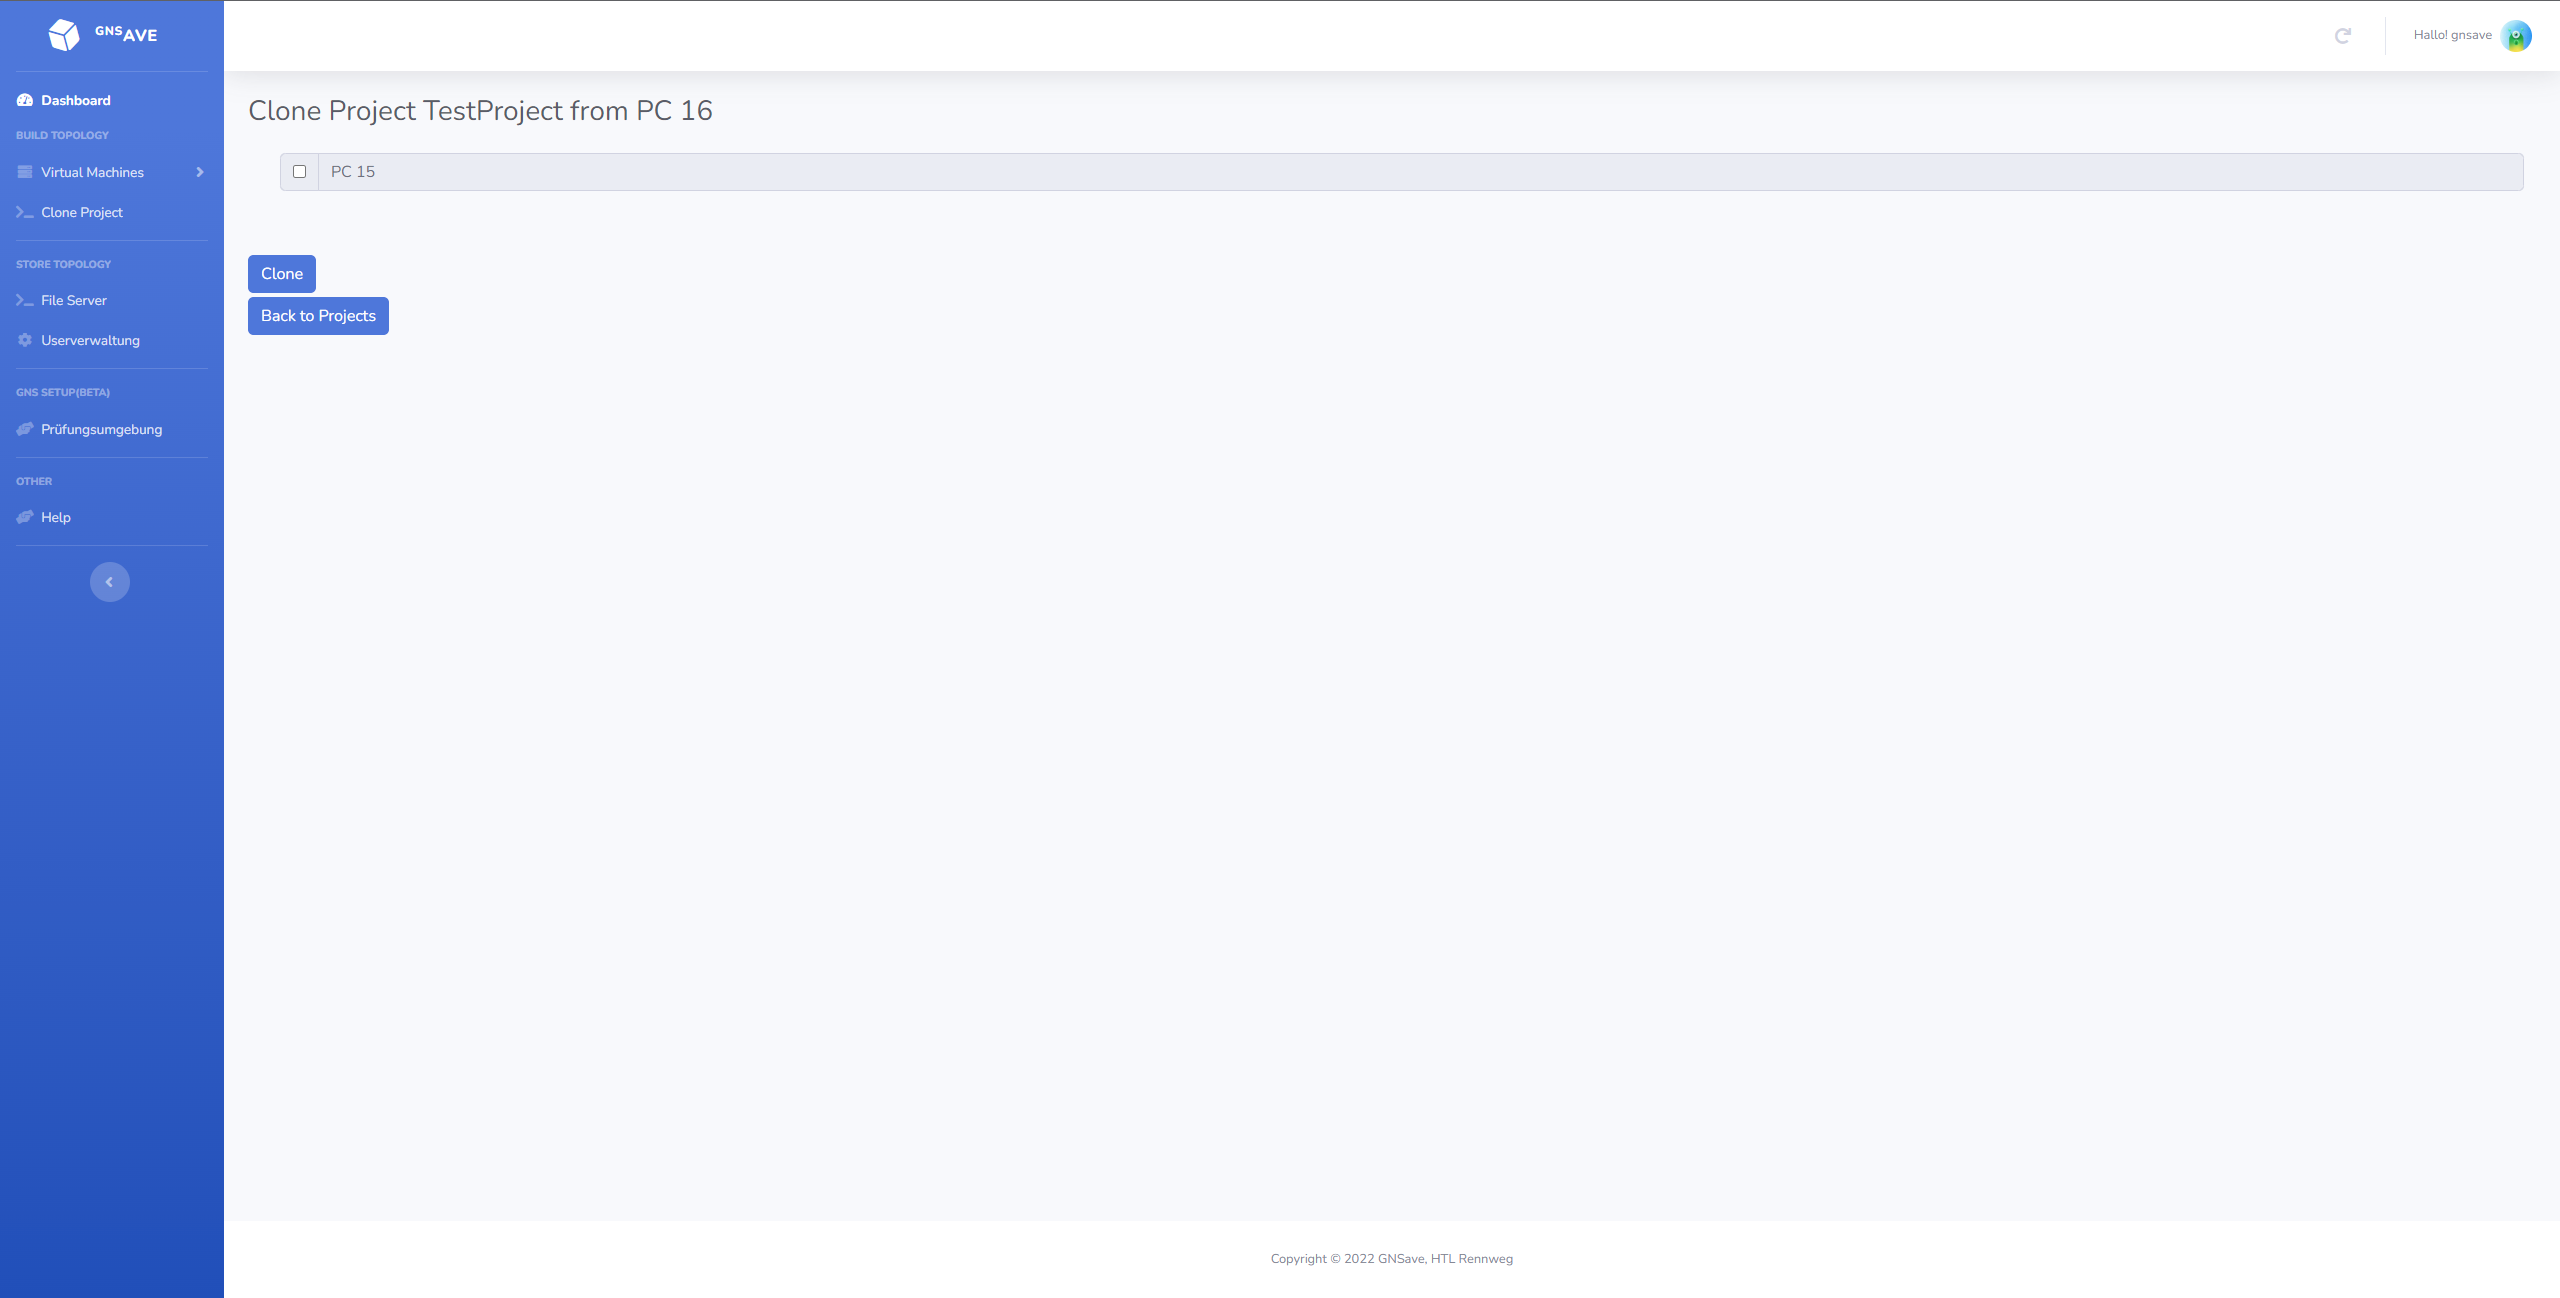 GNSAVE
Hallo! gnsave
Dashboard
BUILD TOPOLOGY
Virtual Machines
Clone Project
STORE TOPOLOGY
File Server
Userverwaltung
GNS SETUP(BETA)
Prüfungsumgebung
OTHER
Help
Clone Project TestProject from PC 16
PC 15
Clone
Back to Projects
Copyright © 2022 GNSave, HTL Rennweg